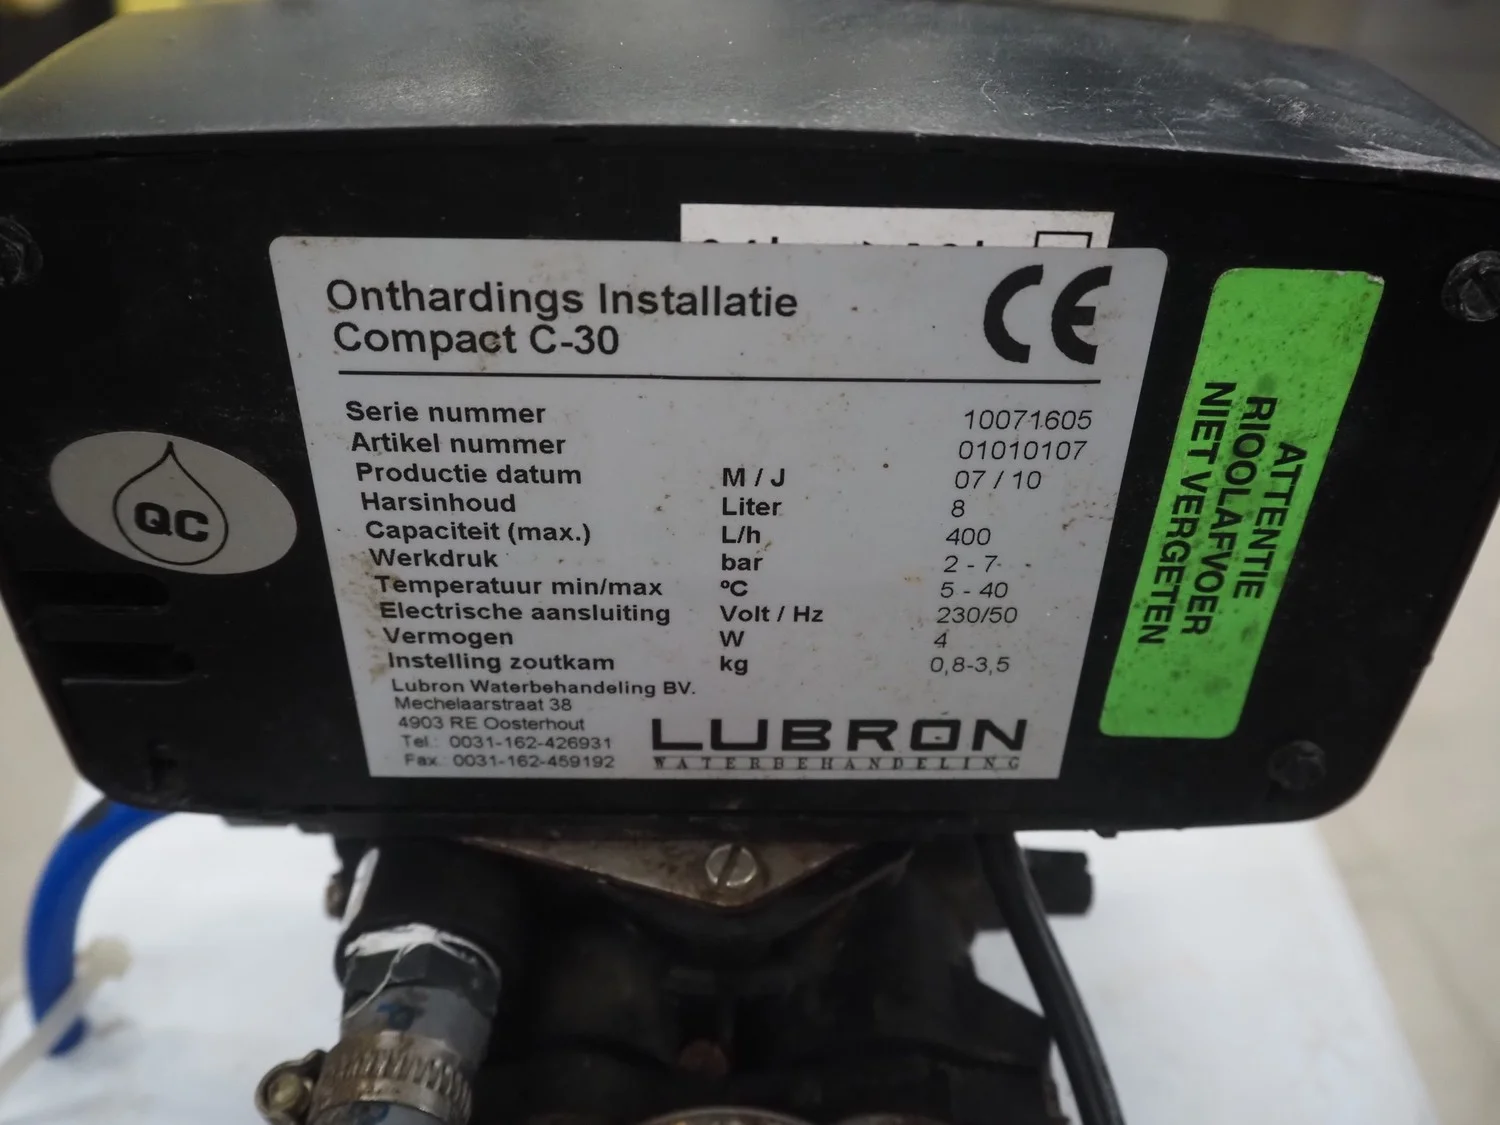 Onthardings Installatie
Compact C-30
CE
Serie nummer 10071605
Artikel nummer 01010107
Productie datum M / J 07 / 10
Harsinhoud Liter 8
Capaciteit (max.) L/h 400
Werkdruk bar 2 - 7
Temperatuur min/max ºC 5 - 40
Electrische aansluiting Volt / Hz 230/50
Vermogen W 4
Instelling zoutkam kg 0,8-3,5
Lubron Waterbehandeling BV.
Mechelaarstraat 38
4903 RE Oosterhout
Tel.: 0031-162-426931
Fax. 0031-162-459192
LUBRON
WATERBEHANDELING
QC
ATTENTIE
RIOOLAFVOER
NIET VERGETEN